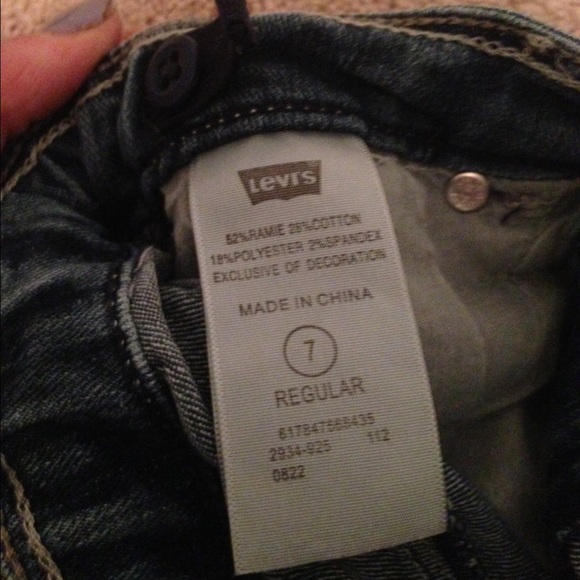 Levi's
52%RAMIE 28%COTTON
18%POLYESTER 2%SPANDEX
EXCLUSIVE OF DECORATION
MADE IN CHINA
7
REGULAR
617847566435
2934-925 112
0822